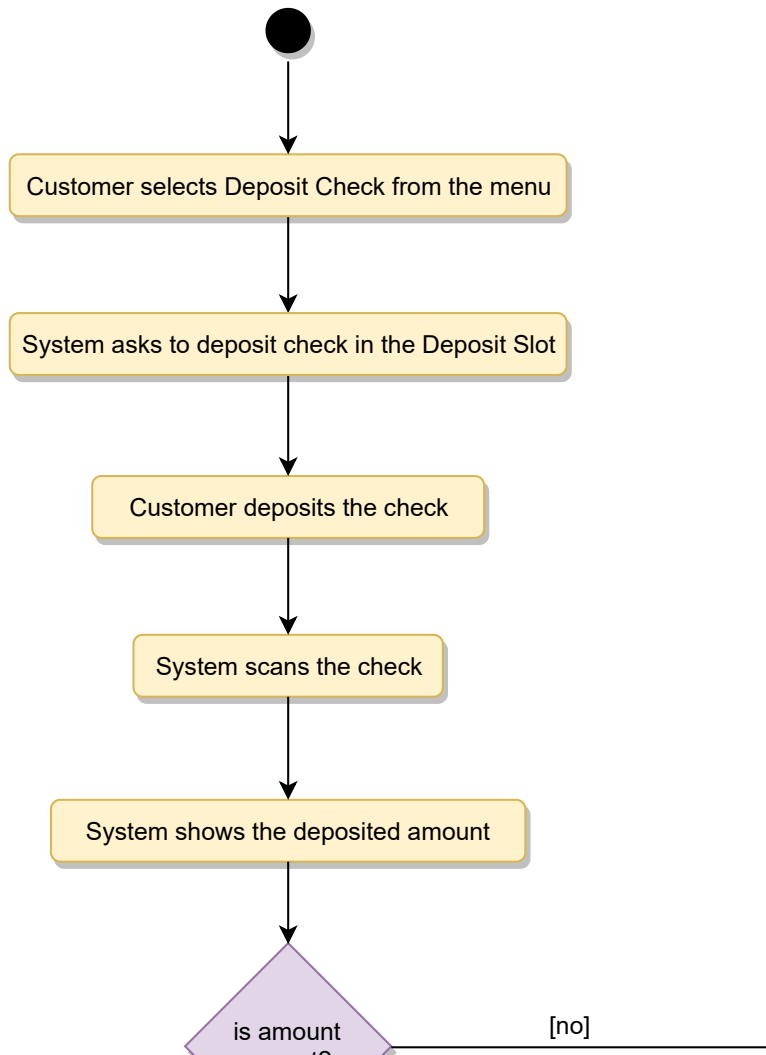 Customer selects Deposit Check from the menu
System asks to deposit check in the Deposit Slot
Customer deposits the check
System scans the check
System shows the deposited amount
is amount
[no]